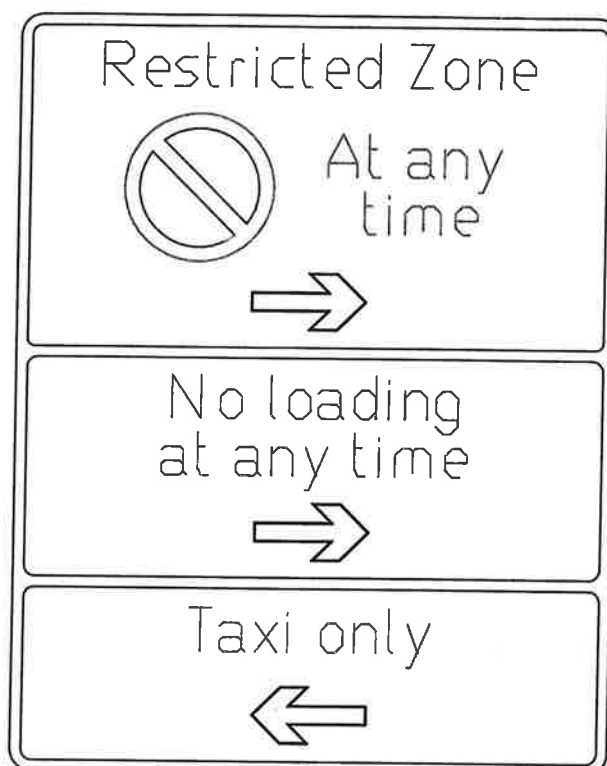 Restricted Zone
At any
time
No loading
at any time
Taxi only